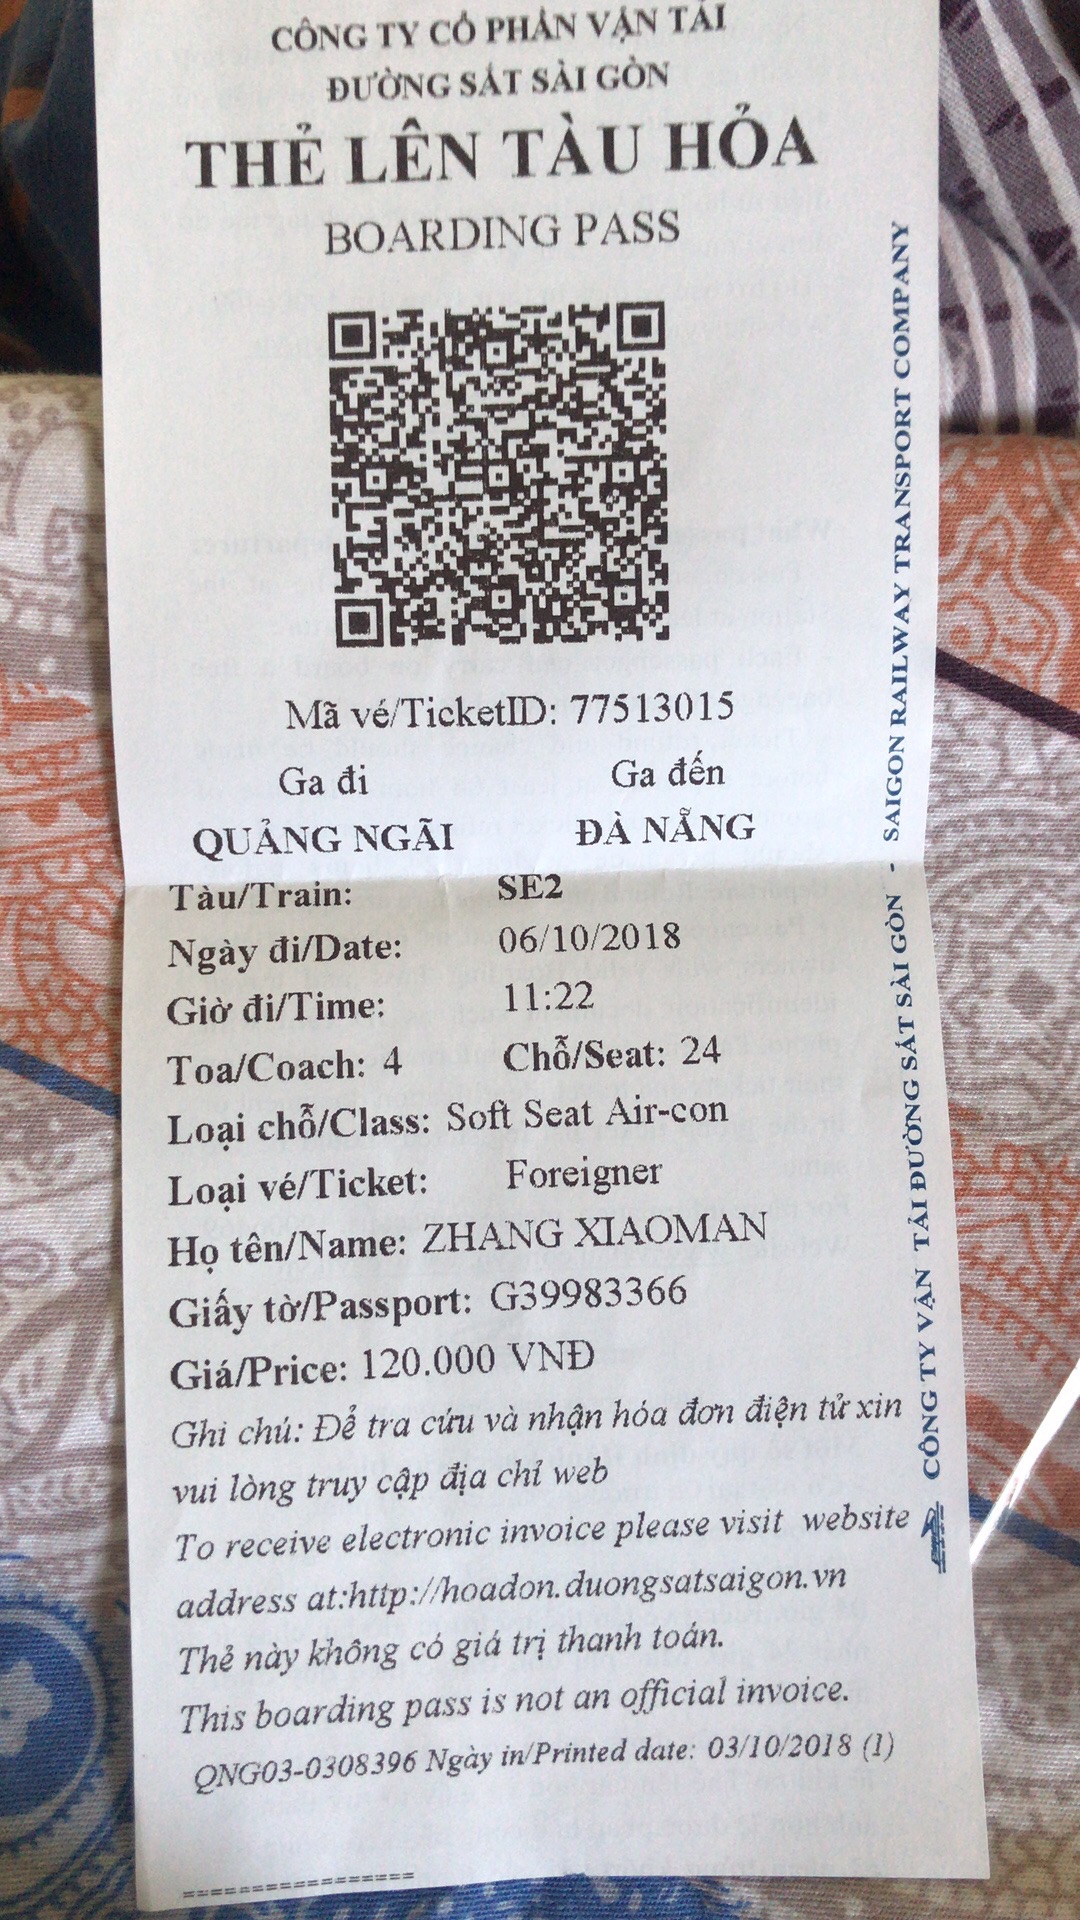 CÔNG TY CỔ PHẦN VẬN TẢI
ĐƯỜNG SẮT SÀI GÒN
THẺ LÊN TÀU HỎA
BOARDING PASS
Mã vé/TicketID: 77513015
Ga đi Ga đến
QUẢNG NGÃI ĐÀ NẴNG
Tàu/Train: SE2
Ngày đi/Date: 06/10/2018
Giờ đi/Time: 11:22
Toa/Coach: 4 Chỗ/Seat: 24
Loại chỗ/Class: Soft Seat Air-con
Loại vé/Ticket: Foreigner
Họ tên/Name: ZHANG XIAOMAN
Giấy tờ/Passport: G39983366
Giá/Price: 120.000 VNĐ
Ghi chú: Để tra cứu và nhận hóa đơn điện tử xin
vui lòng truy cập địa chỉ web
To receive electronic invoice please visit website
address at:http://hoadon.duongsatsaigon.vn
Thẻ này không có giá trị thanh toán.
This boarding pass is not an official invoice.
QNG03-0308396 Ngày in/Printed date: 03/10/2018 (1)
================
CÔNG TY VẬN TẢI ĐƯỜNG SẮT SÀI GÒN - SAIGON RAILWAY TRANSPORT COMPANY